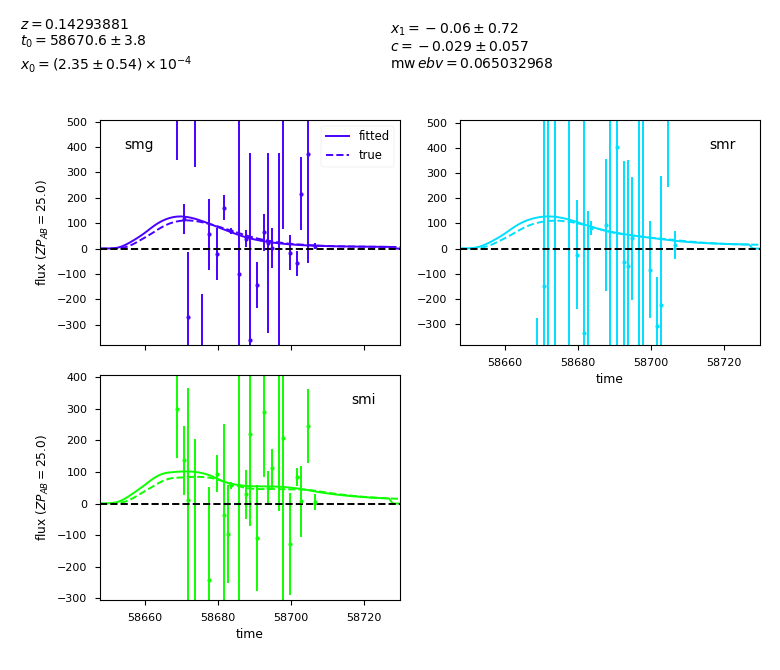 z = 0.14293881
t₀ = 58670.6 ± 3.8
x₀ = (2.35 ± 0.54) × 10⁻⁴
x₁ = −0.06 ± 0.72
c = −0.029 ± 0.057
mw ebv = 0.065032968
smg
fitted
true
500
400
300
200
100
0
−100
−200
−300
flux (ZP_AB = 25.0)
smr
500
400
300
200
100
0
−100
−200
−300
58660 58680 58700 58720
time
smi
400
300
200
100
0
−100
−200
−300
flux (ZP_AB = 25.0)
58660 58680 58700 58720
time